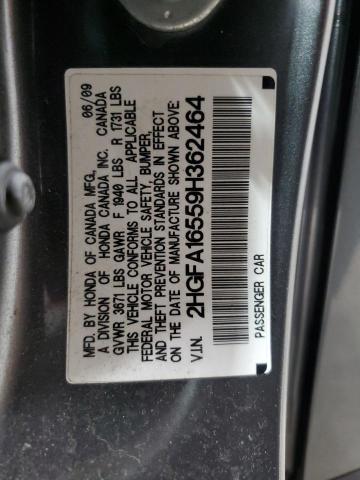 MFD. BY HONDA OF CANADA MFG., 06/09
A DIVISION OF HONDA CANADA INC. CANADA
GVWR 3671 LBS GAWR F 1940 LBS R 1731 LBS
THIS VEHICLE CONFORMS TO ALL APPLICABLE
FEDERAL MOTOR VEHICLE SAFETY, BUMPER,
AND THEFT PREVENTION STANDARDS IN EFFECT
ON THE DATE OF MANUFACTURE SHOWN ABOVE.
V.I.N. 2HGFA16559H362464
PASSENGER CAR